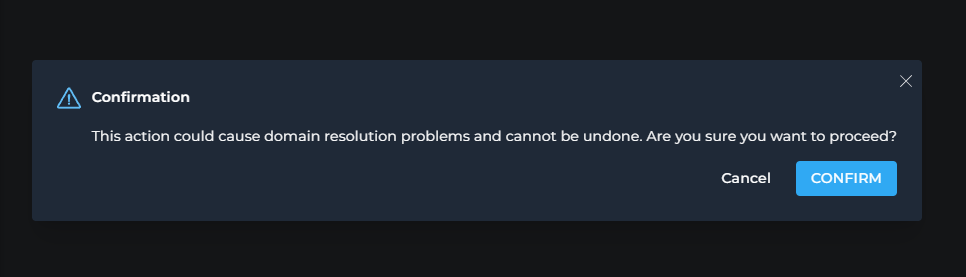 Confirmation
This action could cause domain resolution problems and cannot be undone. Are you sure you want to proceed?
Cancel
CONFIRM